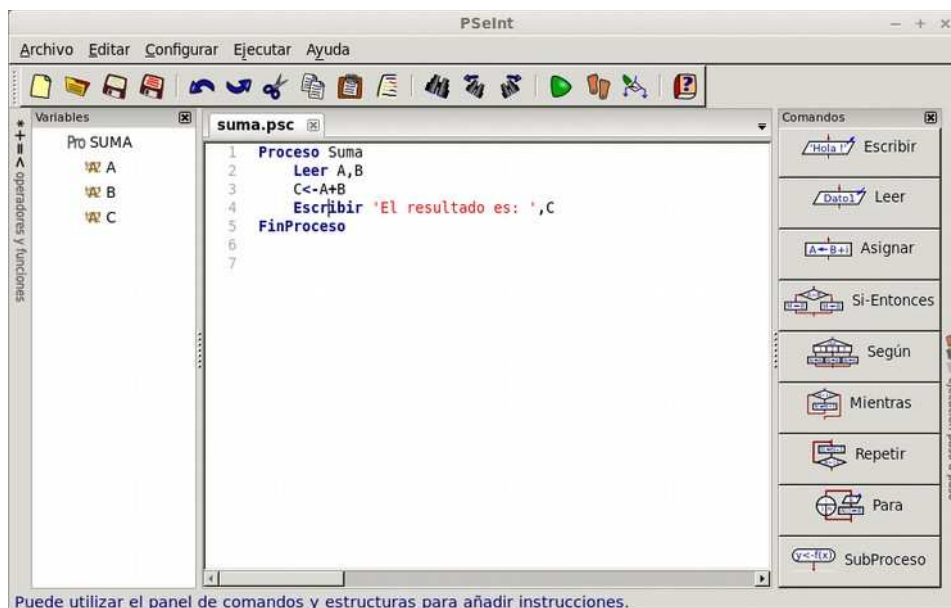 PSeInt
Archivo Editar Configurar Ejecutar Ayuda
* + = < operadores y funciones
Variables
Pro SUMA
A
B
C
suma.psc
1 Proceso Suma
2 Leer A,B
3 C<-A+B
4 Escribir 'El resultado es: ',C
5 FinProceso
6
7
Comandos
'Hola !' Escribir
Dato1 Leer
A←B+i Asignar
Si-Entonces
Según
Mientras
Repetir
Para
y<-f(x) SubProceso
Puede utilizar el panel de comandos y estructuras para añadir instrucciones.